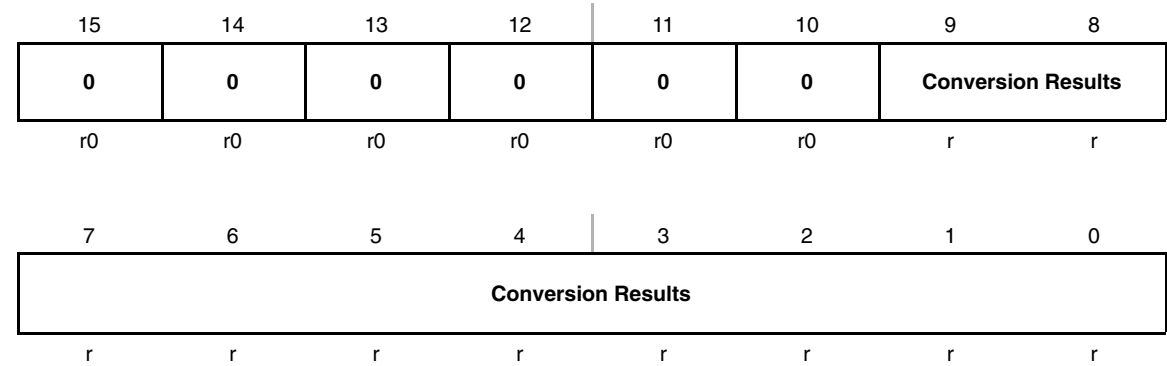 15 14 13 12 11 10 9 8
0 0 0 0 0 0 Conversion Results
r0 r0 r0 r0 r0 r0 r r
7 6 5 4 3 2 1 0
Conversion Results
r r r r r r r r